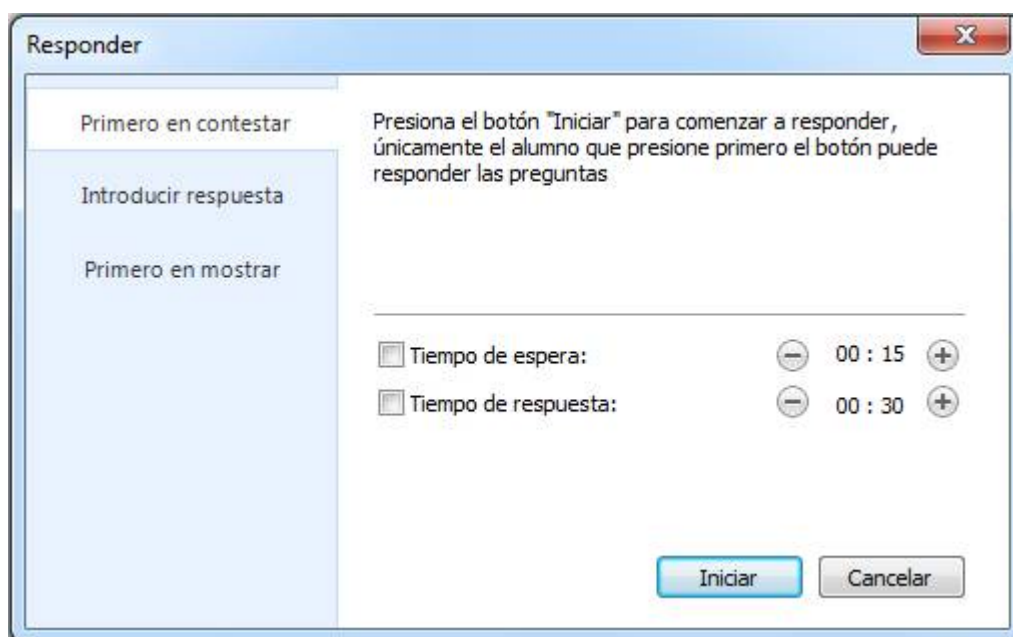 Responder
Primero en contestar
Introducir respuesta
Primero en mostrar
Presiona el botón "Iniciar" para comenzar a responder,
únicamente el alumno que presione primero el botón puede
responder las preguntas
Tiempo de espera: 00 : 15
Tiempo de respuesta: 00 : 30
Iniciar Cancelar